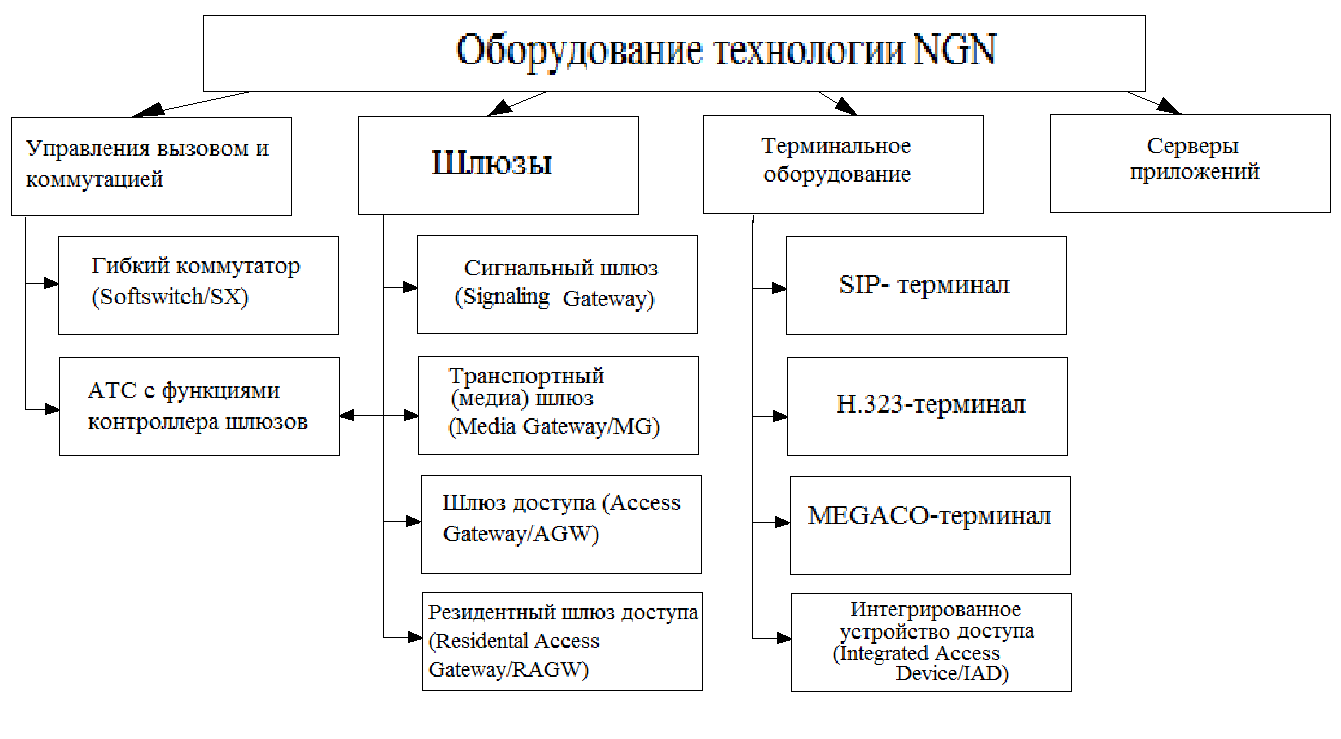 Оборудование технологии NGN
Управления вызовом и
коммутацией
Гибкий коммутатор
(Softswitch/SX)
АТС с функциями
контроллера шлюзов
Шлюзы
Сигнальный шлюз
(Signaling Gateway)
Транспортный
(медиа) шлюз
(Media Gateway/MG)
Шлюз доступа (Access
Gateway/AGW)
Резидентный шлюз доступа
(Residental Access
Gateway/RAGW)
Терминальное
оборудование
SIP- терминал
H.323-терминал
MEGACO-терминал
Интегрированное
устройство доступа
(Integrated Access
Device/IAD)
Серверы
приложений